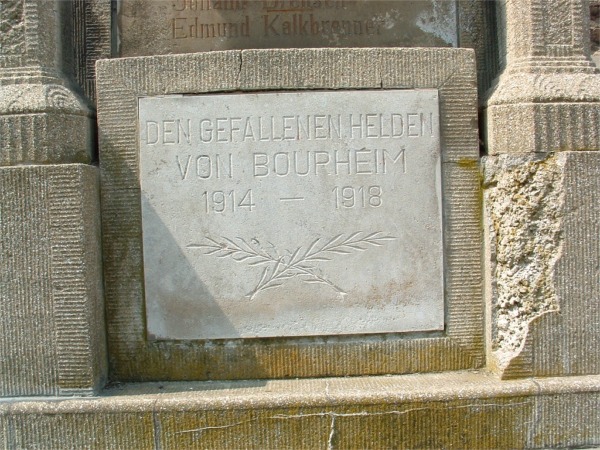 Edmund Kalkbrenner
DEN GEFALLENEN HELDEN
VON BOURHEIM
1914 — 1918